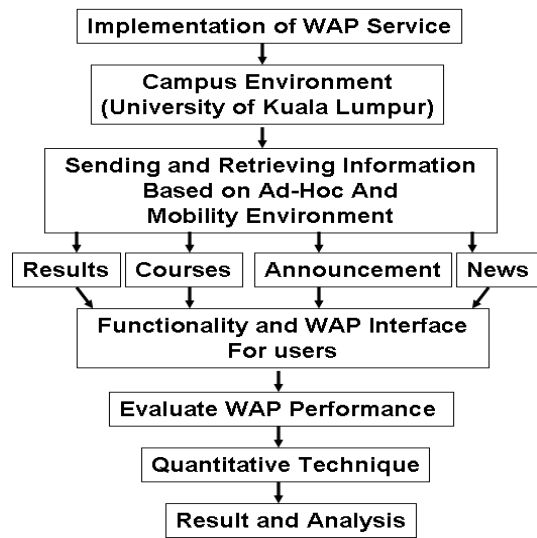 Implementation of WAP Service
Campus Environment
(University of Kuala Lumpur)
Sending and Retrieving Information
Based on Ad-Hoc And
Mobility Environment
Results
Courses
Announcement
News
Functionality and WAP Interface
For users
Evaluate WAP Performance
Quantitative Technique
Result and Analysis